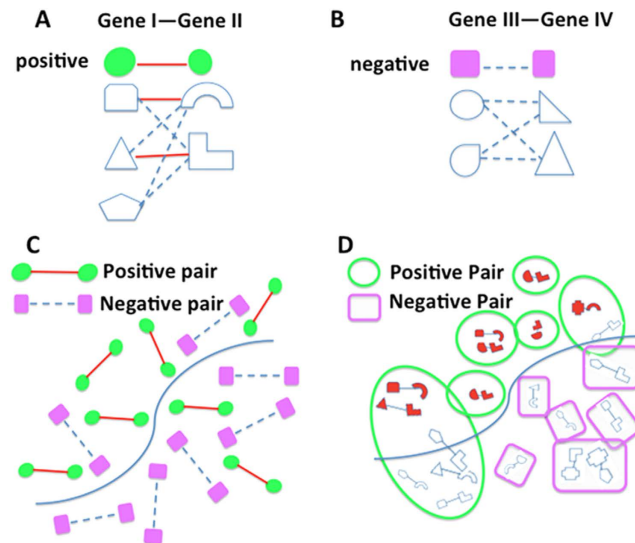 A Gene I—Gene II
positive
B Gene III—Gene IV
negative
C
Positive pair
Negative pair
D
Positive Pair
Negative Pair